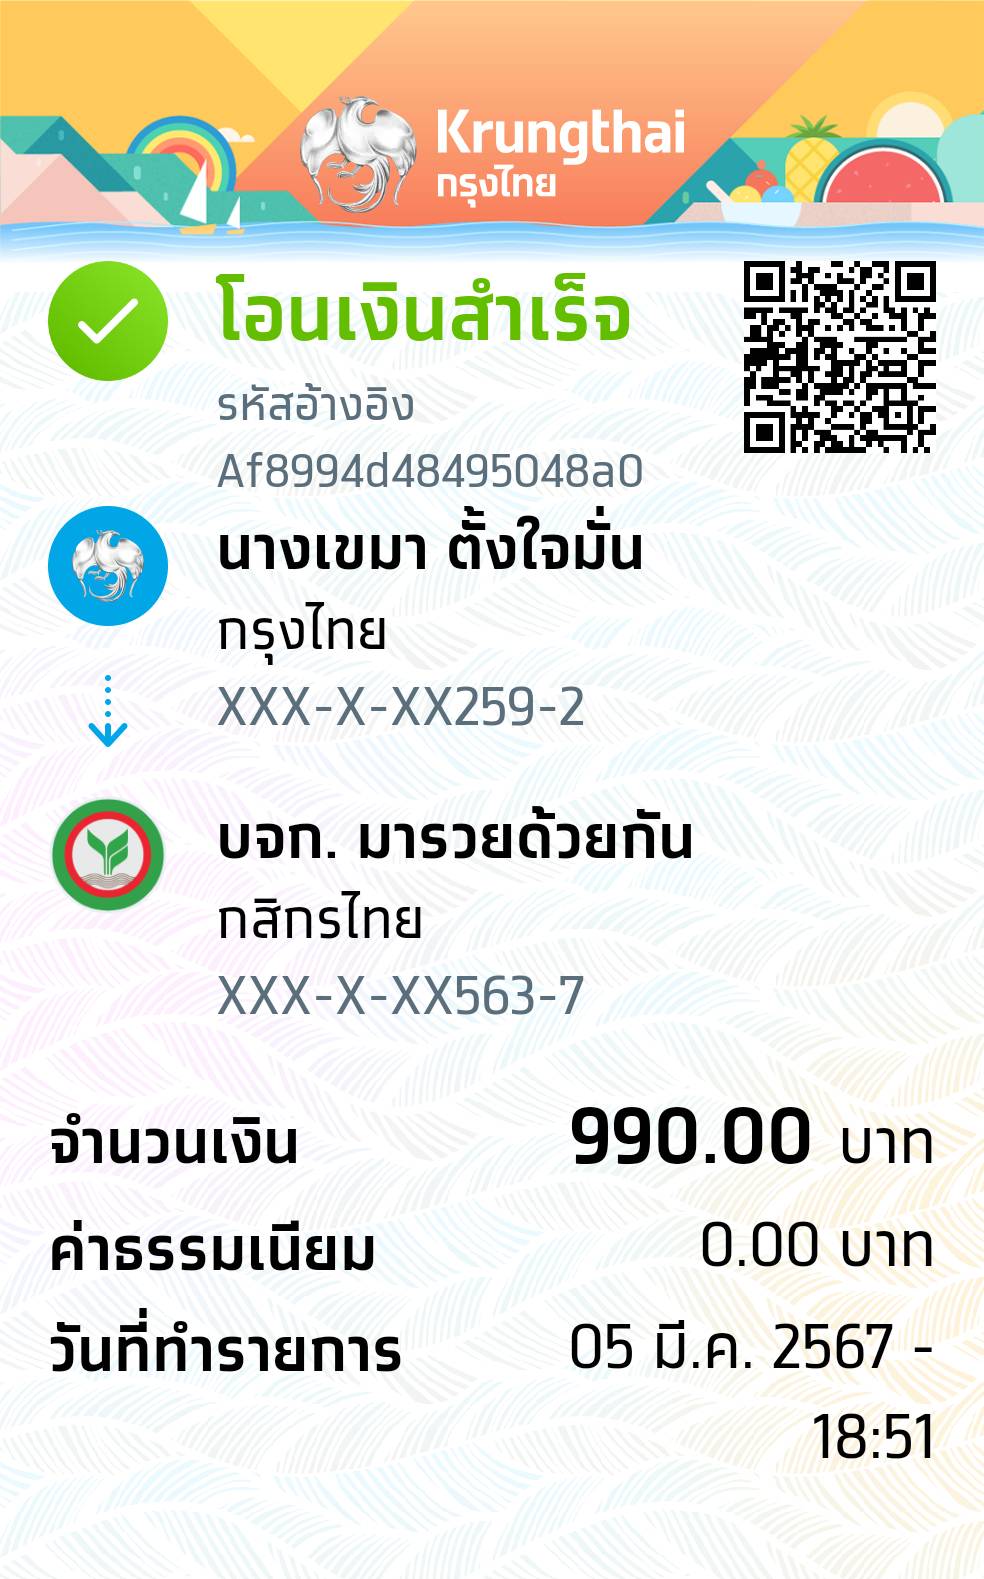 Krungthai
กรุงไทย
โอนเงินสำเร็จ
รหัสอ้างอิง
Af8994d48495048a0
นางเขมา ตั้งใจมั่น
กรุงไทย
XXX-X-XX259-2
บจก. มารวยด้วยกัน
กสิกรไทย
XXX-X-XX563-7
จำนวนเงิน 990.00 บาท
ค่าธรรมเนียม 0.00 บาท
วันที่ทำรายการ 05 มี.ค. 2567 -
18:51